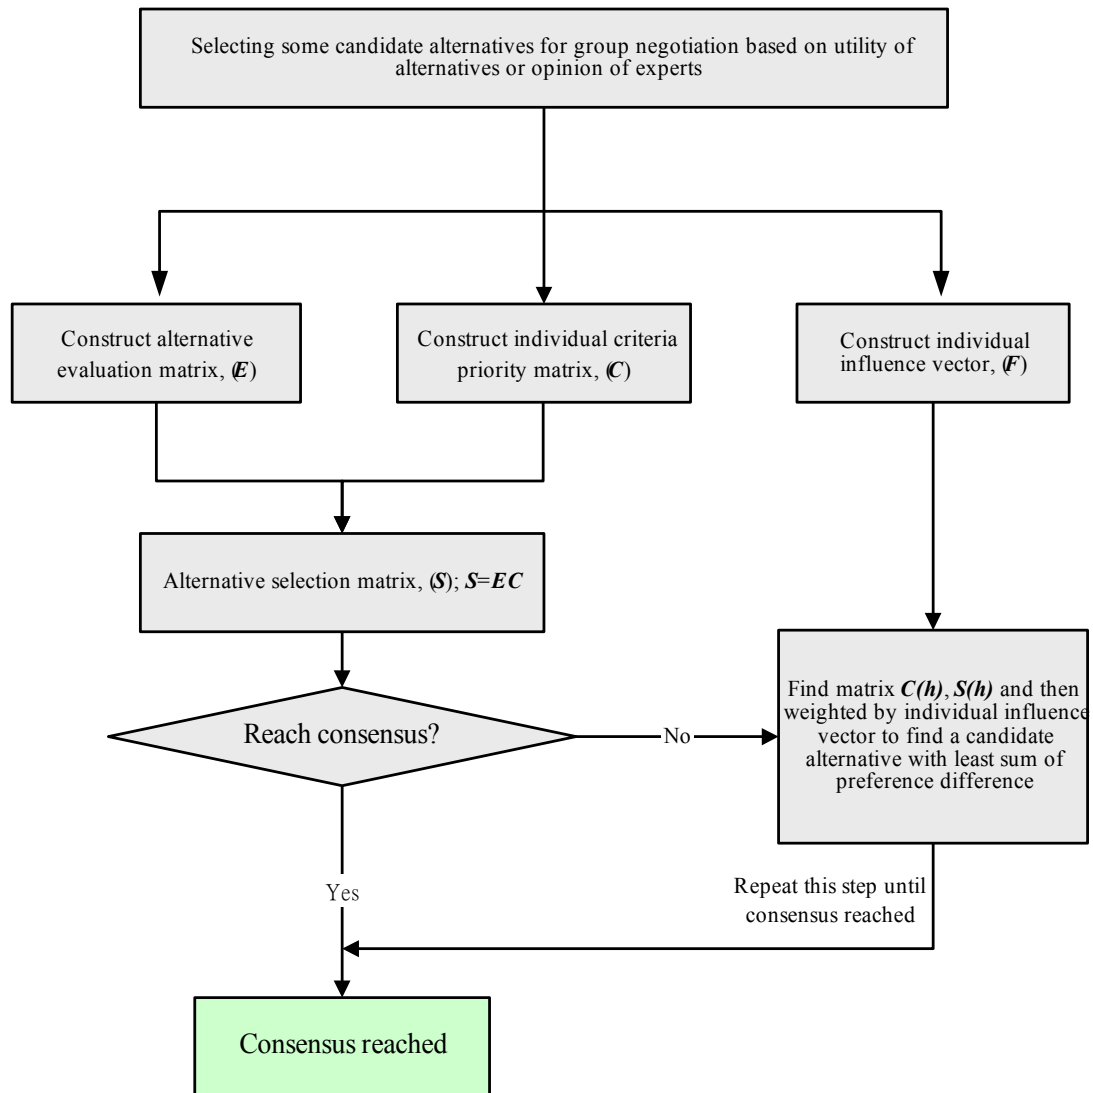 Selecting some candidate alternatives for group negotiation based on utility of
alternatives or opinion of experts
Construct alternative
evaluation matrix, (E)
Construct individual criteria
priority matrix, (C)
Construct individual
influence vector, (F)
Alternative selection matrix, (S); S=EC
Reach consensus?
No
Find matrix C(h), S(h) and then
weighted by individual influence
vector to find a candidate
alternative with least sum of
preference difference
Yes
Repeat this step until
consensus reached
Consensus reached